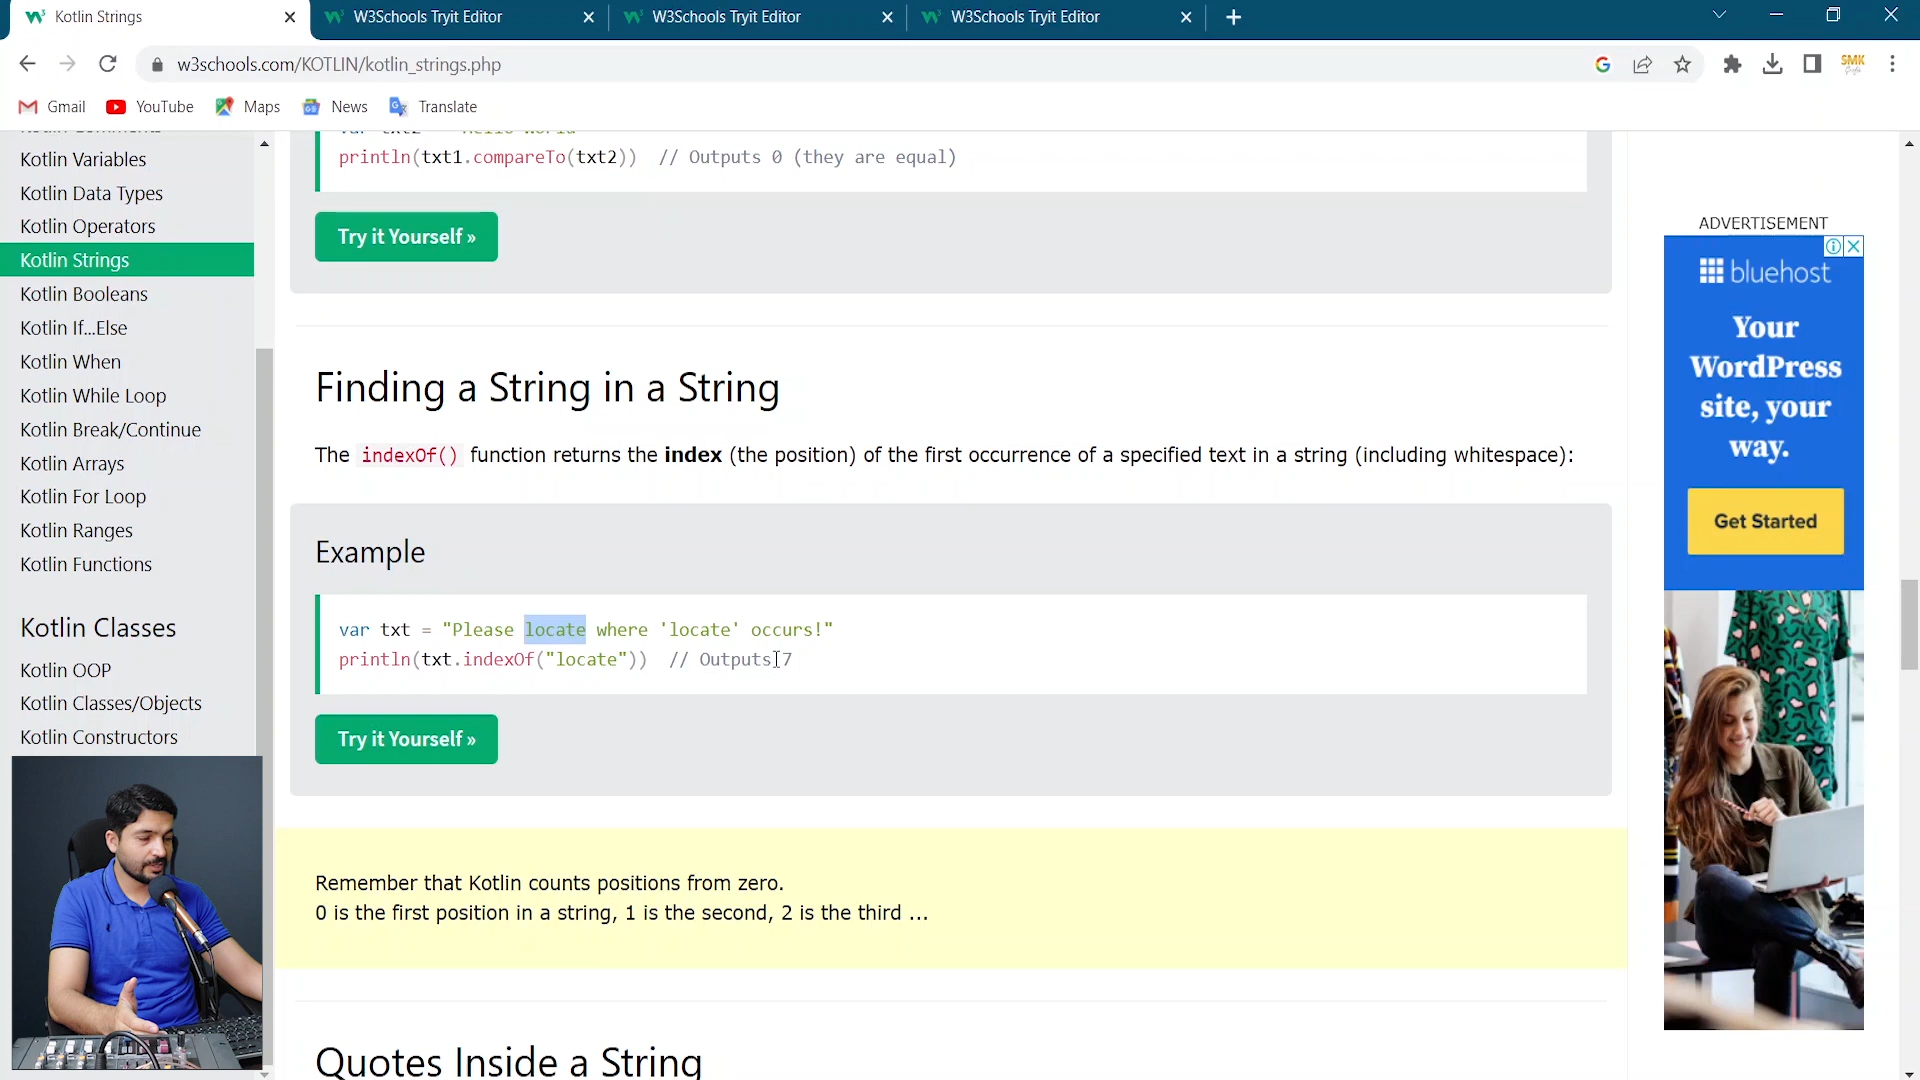 Kotlin Strings
W3Schools Tryit Editor
W3Schools Tryit Editor
W3Schools Tryit Editor
w3schools.com/KOTLIN/kotlin_strings.php
SMK
Gmail
YouTube
Maps
News
Translate
Kotlin Comments
Kotlin Variables
Kotlin Data Types
Kotlin Operators
Kotlin Strings
Kotlin Booleans
Kotlin If...Else
Kotlin When
Kotlin While Loop
Kotlin Break/Continue
Kotlin Arrays
Kotlin For Loop
Kotlin Ranges
Kotlin Functions
Kotlin Classes
Kotlin OOP
Kotlin Classes/Objects
Kotlin Constructors
println(txt1.compareTo(txt2))  // Outputs 0 (they are equal)
Try it Yourself »
Finding a String in a String
The indexOf() function returns the index (the position) of the first occurrence of a specified text in a string (including whitespace):
Example
var txt = "Please locate where 'locate' occurs!"
println(txt.indexOf("locate"))  // Outputs 7
Try it Yourself »
Remember that Kotlin counts positions from zero.
0 is the first position in a string, 1 is the second, 2 is the third ...
Quotes Inside a String
ADVERTISEMENT
bluehost
Your
WordPress
site, your
way.
Get Started